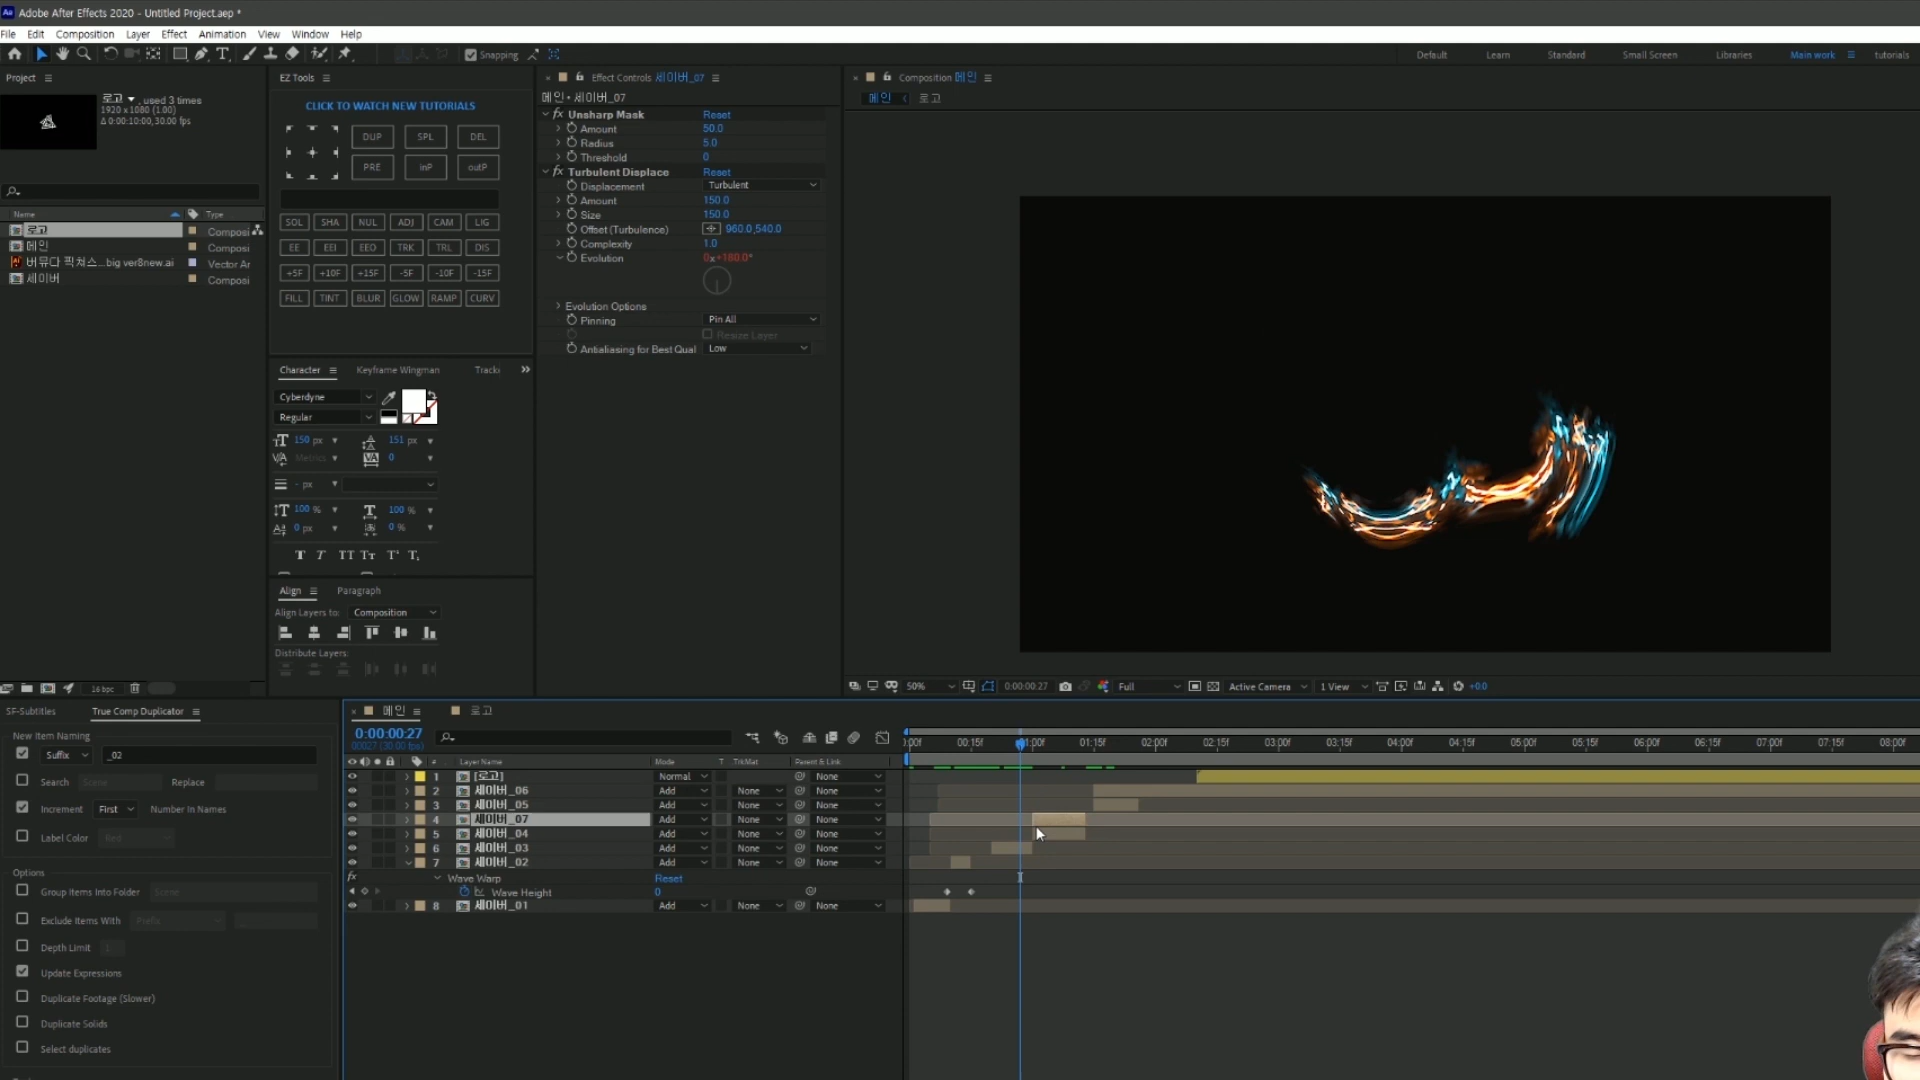 Adobe After Effects 2020 - Untitled Project.aep *
File Edit Composition Layer Effect Animation View Window Help
Snapping
Default Learn Standard Small Screen Libraries Main work tutorials
Project
로고 , used 3 times
1920 x 1080 (1.00)
Δ 0:00:10:00, 30.00 fps
Name Type
로고 Composi
메인 Composi
버뮤다 픽쳐스...big ver8new.ai Vector Ar
세이버 Composi
16 bpc
EZ Tools
CLICK TO WATCH NEW TUTORIALS
DUP SPL DEL
PRE inP outP
SOL SHA NUL ADJ CAM LIG
EE EEI EEO TRK TRL DIS
+5F +10F +15F -5F -10F -15F
FILL TINT BLUR GLOW RAMP CURV
Character Keyframe Wingman Tracki
Cyberdyne
Regular
150 px 151 px
Metrics 0
- px
100 % 100 %
0 px 0 %
T T TT Tт T¹ T₁
Align Paragraph
Align Layers to: Composition
Distribute Layers:
Effect Controls 세이버_07
메인 • 세이버_07
fx Unsharp Mask Reset
Amount 50.0
Radius 5.0
Threshold 0
fx Turbulent Displace Reset
Displacement Turbulent
Amount 150.0
Size 150.0
Offset (Turbulence) 960.0,540.0
Complexity 1.0
Evolution 0x+180.0°
Evolution Options
Pinning Pin All
Resize Layer
Antialiasing for Best Qual Low
Composition 메인
메인 로고
50% 0:00:00:27 Full Active Camera 1 View +0.0
SF-Subtitles True Comp Duplicator
New Item Naming
Suffix _02
Search Scene Replace
Increment First Number In Names
Label Color Red
Options
Group Items Into Folder Scene
Exclude Items With Prefix
Depth Limit 1
Update Expressions
Duplicate Footage (Slower)
Duplicate Solids
Select duplicates
메인 로고
0:00:00:27
00027 (30.00 fps)
# Layer Name Mode T TrkMat Parent & Link
1 [로고] Normal None
2 세이버_06 Add None None
3 세이버_05 Add None None
4 세이버_07 Add None None
5 세이버_04 Add None None
6 세이버_03 Add None None
7 세이버_02 Add None None
fx Wave Warp Reset
Wave Height 0
8 세이버_01 Add None None
):00f 00:15f 01:00f 01:15f 02:00f 02:15f 03:00f 03:15f 04:00f 04:15f 05:00f 05:15f 06:00f 06:15f 07:00f 07:15f 08:00f